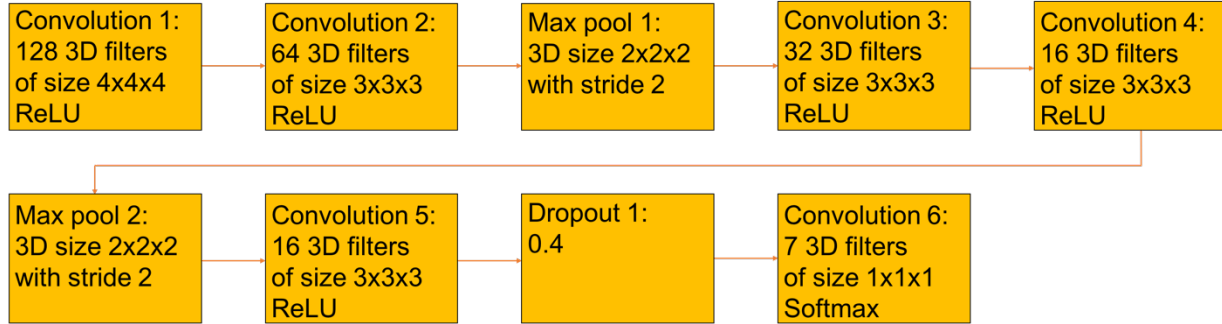 Convolution 1:
128 3D filters
of size 4x4x4
ReLU
Convolution 2:
64 3D filters
of size 3x3x3
ReLU
Max pool 1:
3D size 2x2x2
with stride 2
Convolution 3:
32 3D filters
of size 3x3x3
ReLU
Convolution 4:
16 3D filters
of size 3x3x3
ReLU
Max pool 2:
3D size 2x2x2
with stride 2
Convolution 5:
16 3D filters
of size 3x3x3
ReLU
Dropout 1:
0.4
Convolution 6:
7 3D filters
of size 1x1x1
Softmax